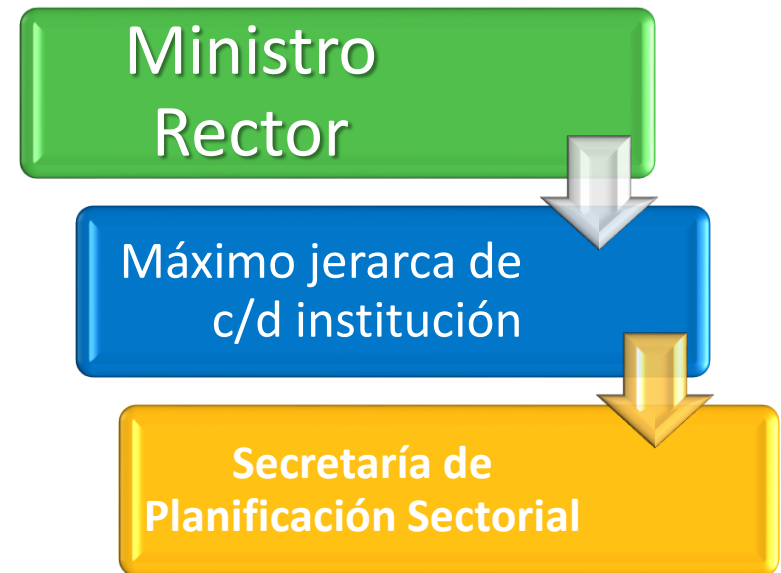 Ministro
Rector
Máximo jerarca de
c/d institución
Secretaría de
Planificación Sectorial